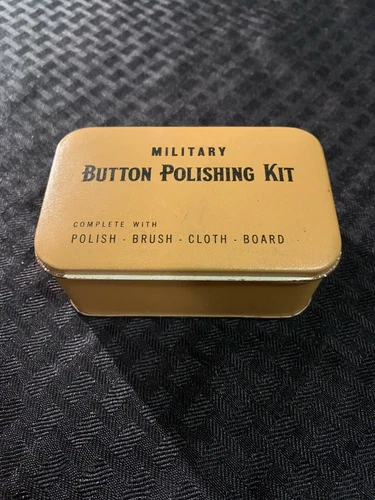 MILITARY
BUTTON POLISHING KIT
COMPLETE WITH
POLISH - BRUSH - CLOTH - BOARD